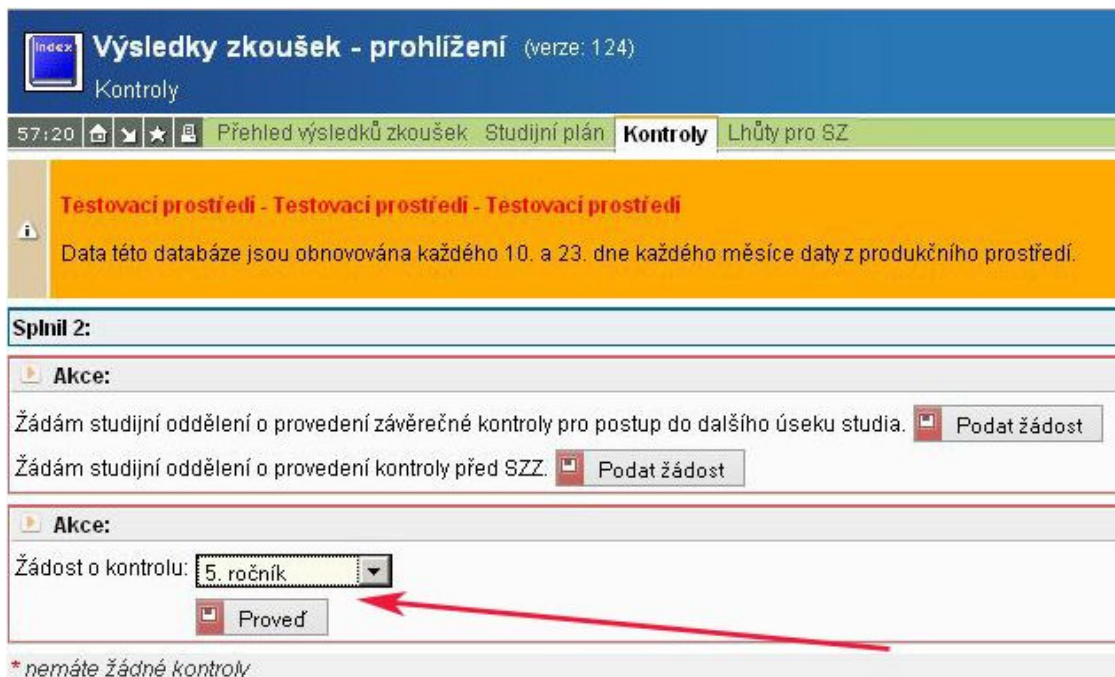 Index
Výsledky zkoušek - prohlížení (verze: 124)
Kontroly
57:20 Přehled výsledků zkoušek Studijní plán Kontroly Lhůty pro SZ
Testovací prostředí - Testovací prostředí - Testovací prostředí
Data této databáze jsou obnovována každého 10. a 23. dne každého měsíce daty z produkčního prostředí.
Splnil 2:
Akce:
Žádám studijní oddělení o provedení závěrečné kontroly pro postup do dalšího úseku studia. Podat žádost
Žádám studijní oddělení o provedení kontroly před SZZ. Podat žádost
Akce:
Žádost o kontrolu: 5. ročník
Proveď
* nemáte žádné kontroly